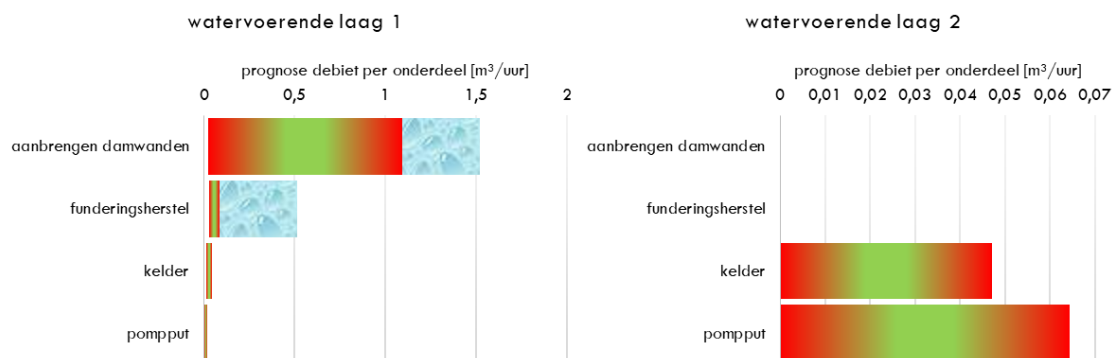 watervoerende laag 1
prognose debiet per onderdeel [m³/uur]
0 0,5 1 1,5 2
aanbrengen damwanden
funderingsherstel
kelder
pompput
watervoerende laag 2
prognose debiet per onderdeel [m³/uur]
0 0,01 0,02 0,03 0,04 0,05 0,06 0,07
aanbrengen damwanden
funderingsherstel
kelder
pompput